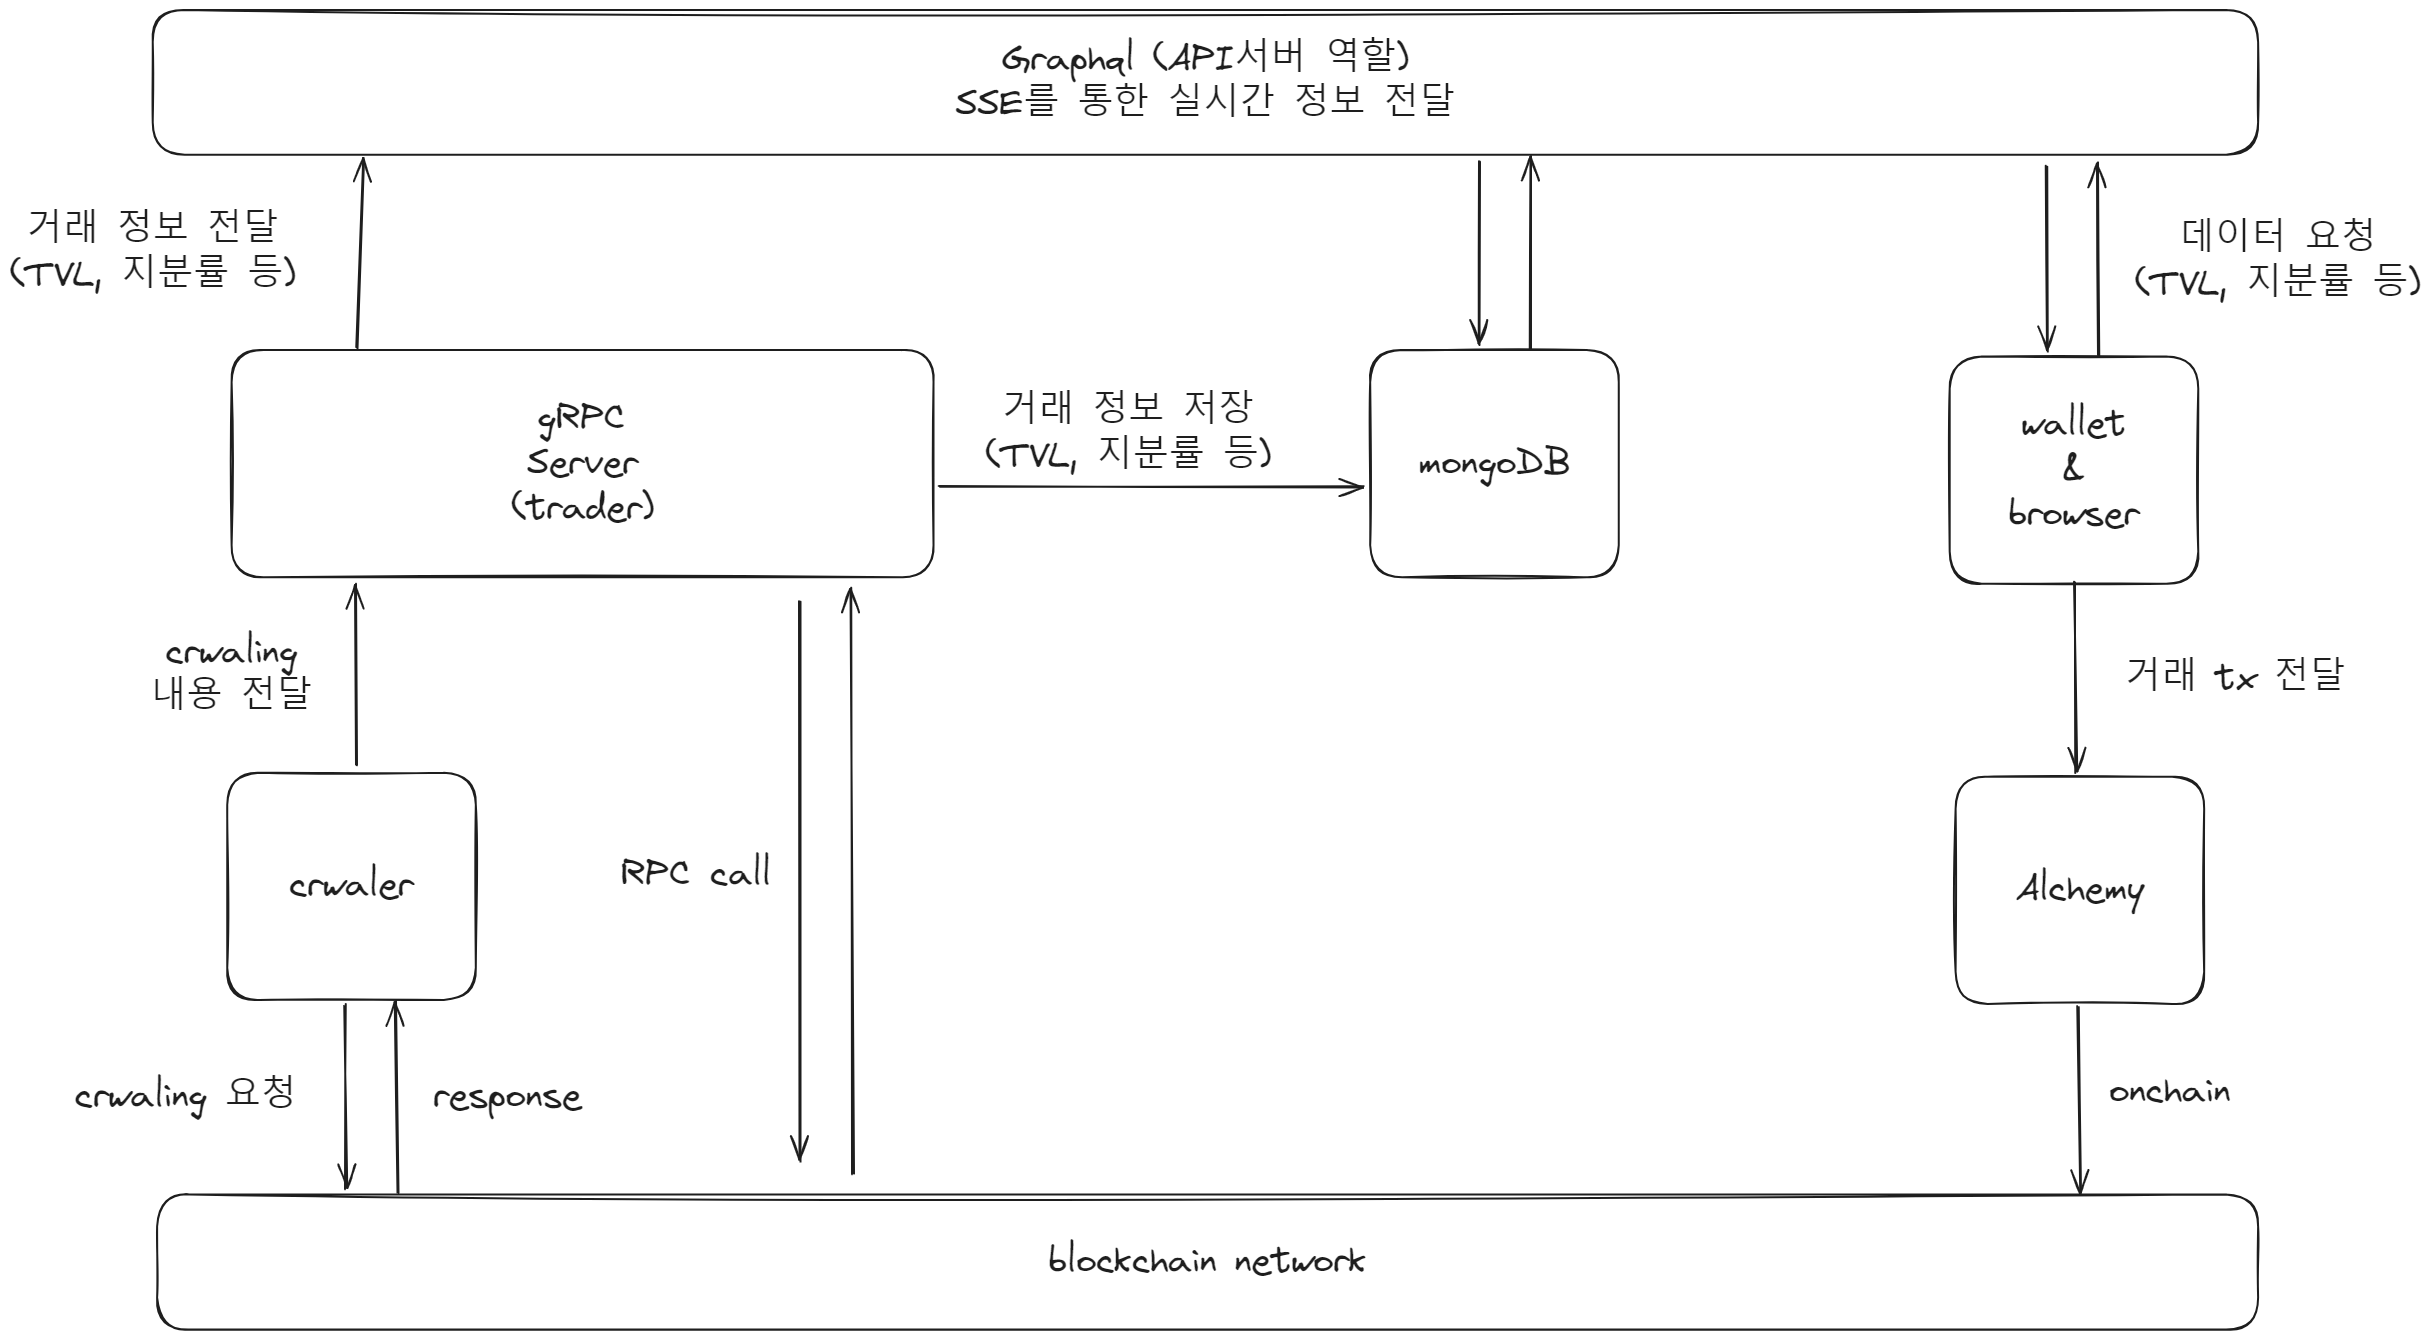 Graphql (API서버 역할)
SSE를 통한 실시간 정보 전달
거래 정보 전달
(TVL, 지분률 등)
데이터 요청
(TVL, 지분률 등)
gRPC
Server
(trader)
거래 정보 저장
(TVL, 지분률 등)
mongoDB
wallet
&
browser
crwaling
내용 전달
거래 tx 전달
crwaler
RPC call
Alchemy
crwaling 요청
response
onchain
blockchain network